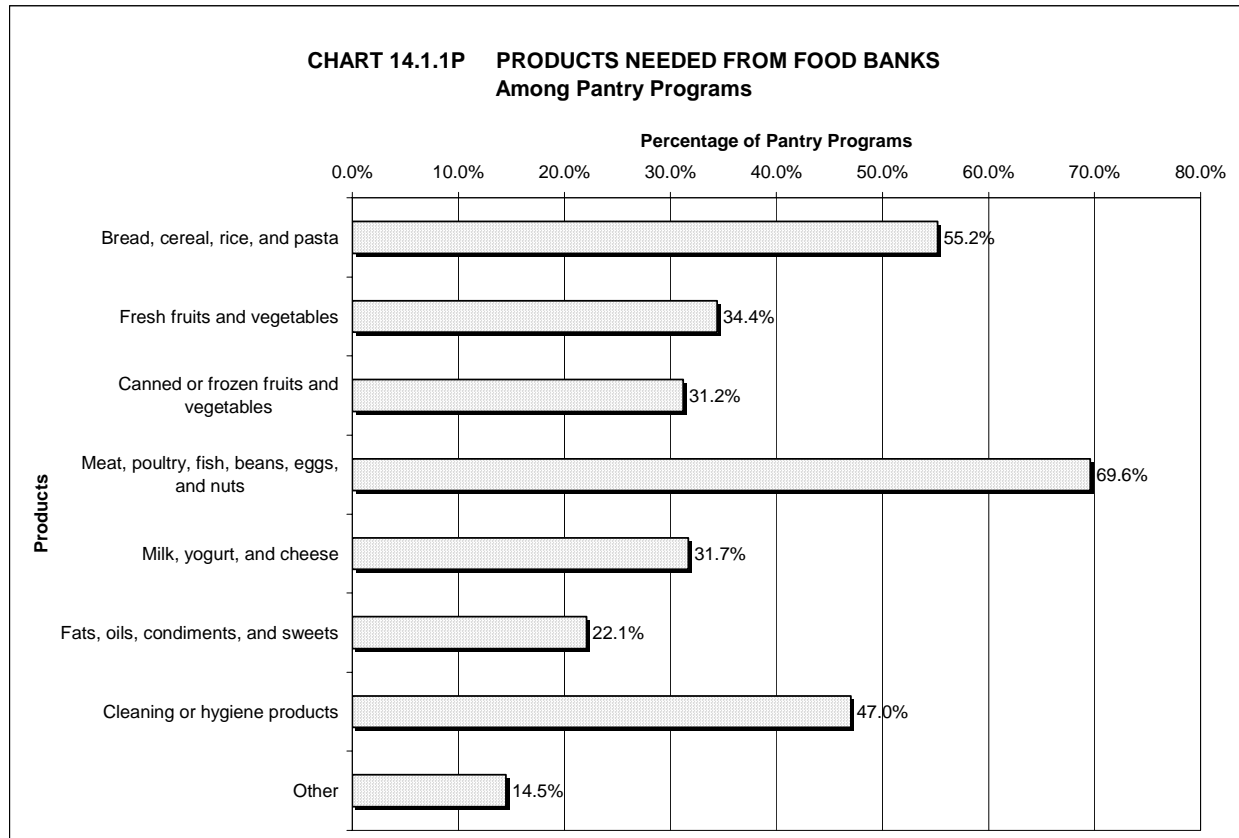 CHART 14.1.1P PRODUCTS NEEDED FROM FOOD BANKS
Among Pantry Programs
Percentage of Pantry Programs
0.0% 10.0% 20.0% 30.0% 40.0% 50.0% 60.0% 70.0% 80.0%
Products
Bread, cereal, rice, and pasta 55.2%
Fresh fruits and vegetables 34.4%
Canned or frozen fruits and
vegetables 31.2%
Meat, poultry, fish, beans, eggs,
and nuts 69.6%
Milk, yogurt, and cheese 31.7%
Fats, oils, condiments, and sweets 22.1%
Cleaning or hygiene products 47.0%
Other 14.5%